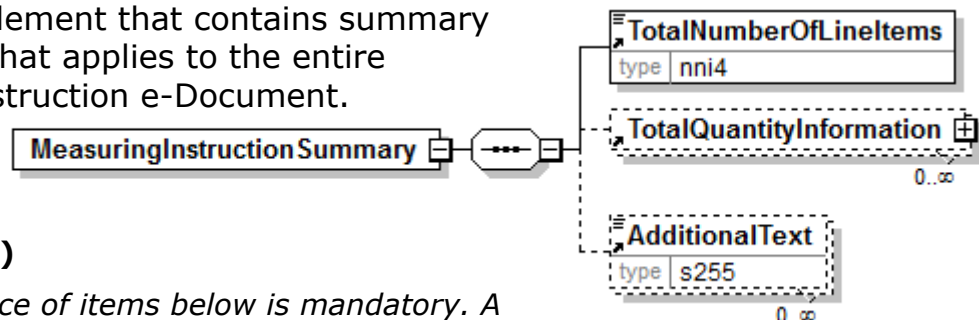 lement that contains summary
hat applies to the entire
struction e-Document.
MeasuringInstructionSummary
TotalNumberOfLineItems
type nni4
TotalQuantityInformation
0..∞
AdditionalText
type s255
0..∞
)
ce of items below is mandatory. A